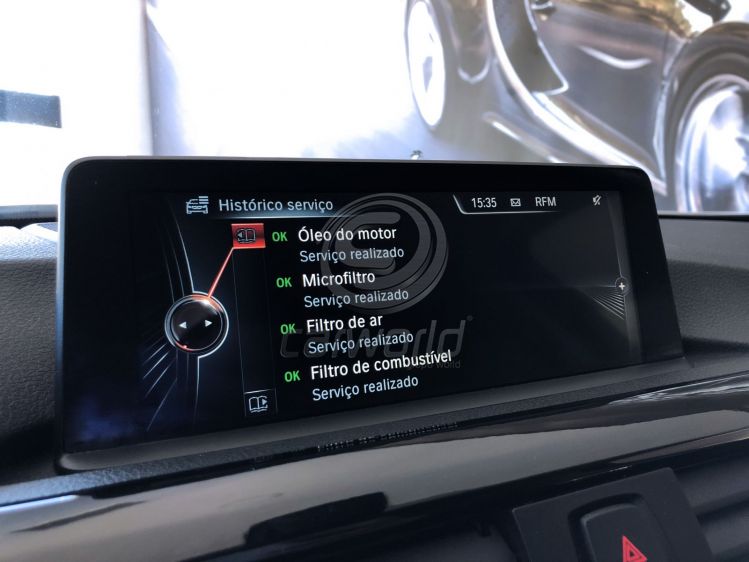 Histórico serviço
15:35 RFM
OK Óleo do motor
Serviço realizado
OK Microfiltro
Serviço realizado
OK Filtro de ar
Serviço realizado
OK Filtro de combustível
Serviço realizado
carworld